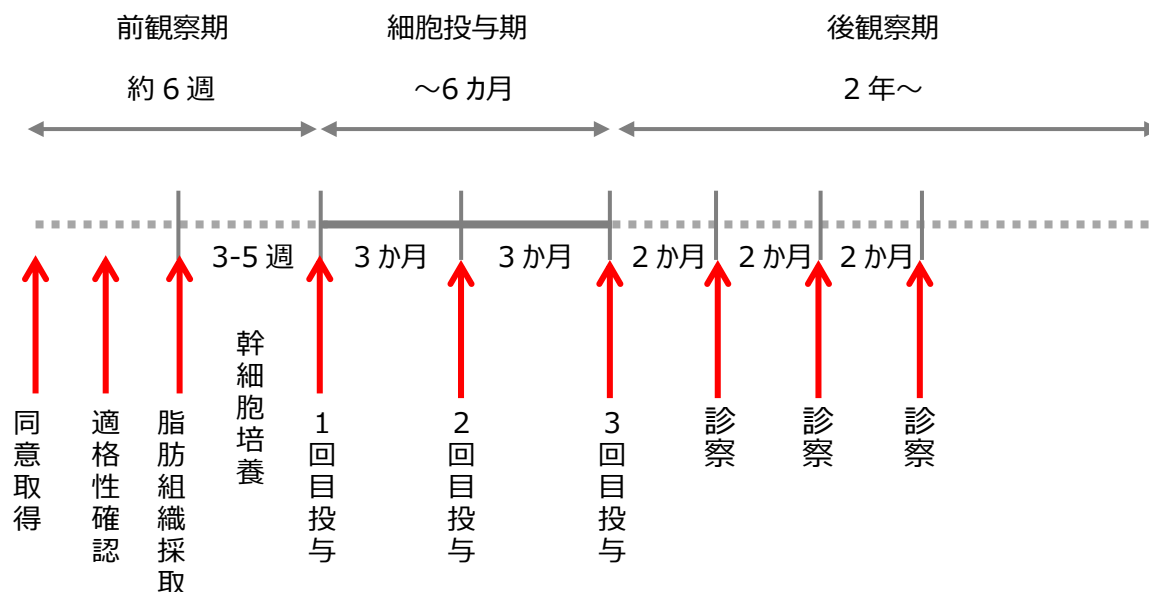 前観察期
細胞投与期
後観察期
約６週
～6 カ月
2 年～
3-5 週
3 か月
3 か月
2 か月
2 か月
2 か月
同意取得
適格性確認
脂肪組織採取
幹細胞培養
1回目投与
2回目投与
3回目投与
診察
診察
診察